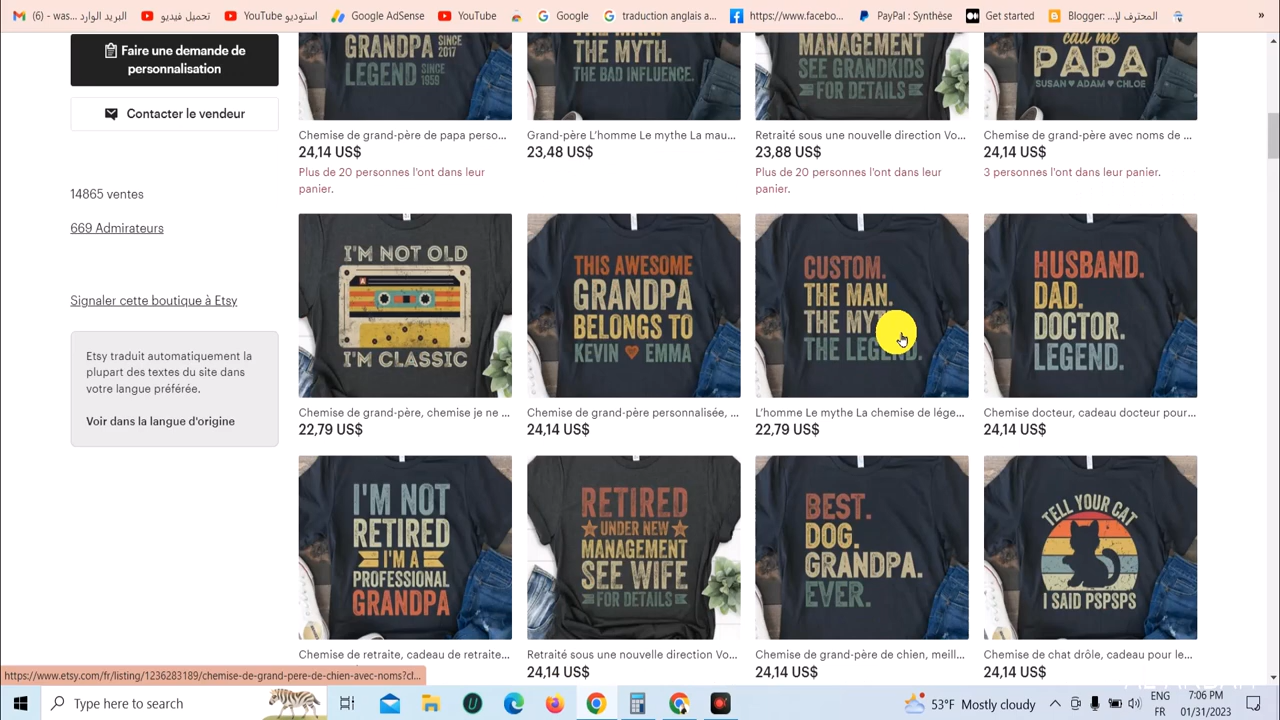 (6) - was... البريد الوارد
تحميل فيديو
استوديو YouTube
Google AdSense
YouTube
Google
traduction anglais a...
https://www.facebo...
PayPal : Synthèse
Get started
Blogger: المحترف للإ...
»
Faire une demande de
personnalisation
Contacter le vendeur
14865 ventes
669 Admirateurs
Signaler cette boutique à Etsy
Etsy traduit automatiquement la
plupart des textes du site dans
votre langue préférée.
Voir dans la langue d'origine
GRANDPA SINCE 2017
LEGEND SINCE 1959
THE MAN.
THE MYTH.
THE BAD INFLUENCE.
MANAGEMENT
SEE GRANDKIDS
FOR DETAILS
call me
PAPA
SUSAN ♥ ADAM ♥ CHLOE
Chemise de grand-père de papa perso...
24,14 US$
Plus de 20 personnes l'ont dans leur
panier.
Grand-père L'homme Le mythe La mau...
23,48 US$
Retraité sous une nouvelle direction Vo...
23,88 US$
Plus de 20 personnes l'ont dans leur
panier.
Chemise de grand-père avec noms de ...
24,14 US$
3 personnes l'ont dans leur panier.
I'M NOT OLD
A
I'M CLASSIC
THIS AWESOME
GRANDPA
BELONGS TO
KEVIN ♥ EMMA
CUSTOM.
THE MAN.
THE MYTH.
THE LEGEND.
HUSBAND.
DAD.
DOCTOR.
LEGEND.
Chemise de grand-père, chemise je ne ...
22,79 US$
Chemise de grand-père personnalisée, ...
24,14 US$
L'homme Le mythe La chemise de lége...
22,79 US$
Chemise docteur, cadeau docteur pour...
24,14 US$
I'M NOT
RETIRED
I'M A
PROFESSIONAL
GRANDPA
RETIRED
UNDER NEW
MANAGEMENT
SEE WIFE
FOR DETAILS
BEST.
DOG.
GRANDPA.
EVER.
TELL YOUR CAT
I SAID PSPSPS
Chemise de retraite, cadeau de retraite...
Retraité sous une nouvelle direction Vo...
24,14 US$
Chemise de grand-père de chien, meill...
24,14 US$
Chemise de chat drôle, cadeau pour le...
24,14 US$
https://www.etsy.com/fr/listing/1236283189/chemise-de-grand-pere-de-chien-avec-noms?cl...
Type here to search
53°F Mostly cloudy
ENG
FR
7:06 PM
01/31/2023